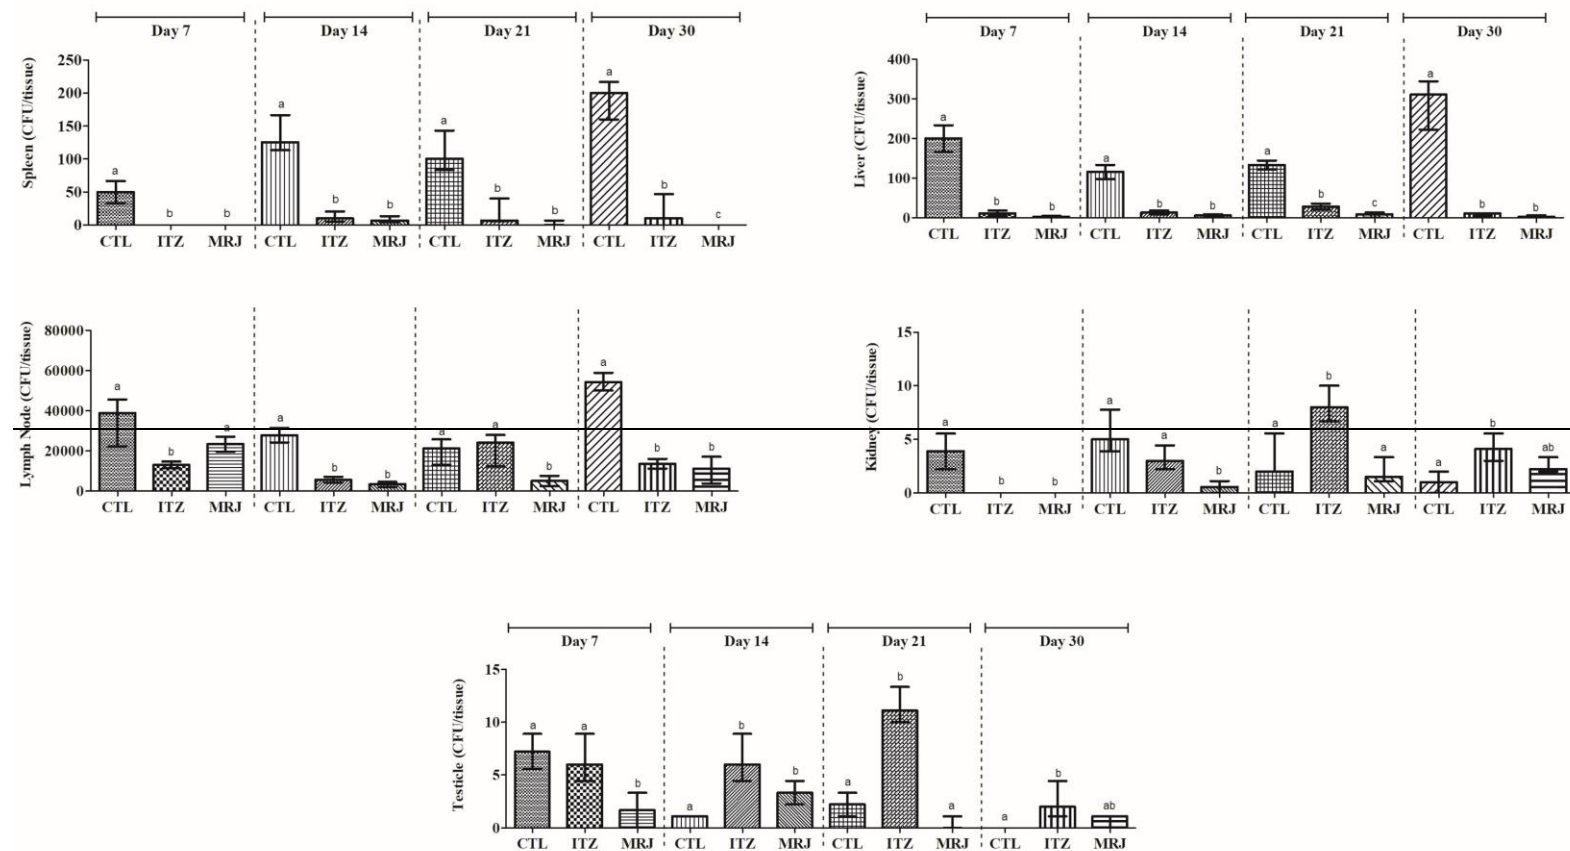 Day 7 Day 14 Day 21 Day 30
Spleen (CFU/tissue)
250
200
150
100
50
0
a b b a b b a b b a b c
CTL ITZ MRJ CTL ITZ MRJ CTL ITZ MRJ CTL ITZ MRJ
Day 7 Day 14 Day 21 Day 30
Liver (CFU/tissue)
400
300
200
100
0
a b b a b b a b c a b b
CTL ITZ MRJ CTL ITZ MRJ CTL ITZ MRJ CTL ITZ MRJ
Lymph Node (CFU/tissue)
80000
60000
40000
20000
0
a b a a b b a a b a b b
CTL ITZ MRJ CTL ITZ MRJ CTL ITZ MRJ CTL ITZ MRJ
Kidney (CFU/tissue)
15
10
5
0
a b b a a b a b a a b ab
CTL ITZ MRJ CTL ITZ MRJ CTL ITZ MRJ CTL ITZ MRJ
Day 7 Day 14 Day 21 Day 30
Testicle (CFU/tissue)
15
10
5
0
a a b a b b a b a a b ab
CTL ITZ MRJ CTL ITZ MRJ CTL ITZ MRJ CTL ITZ MRJ